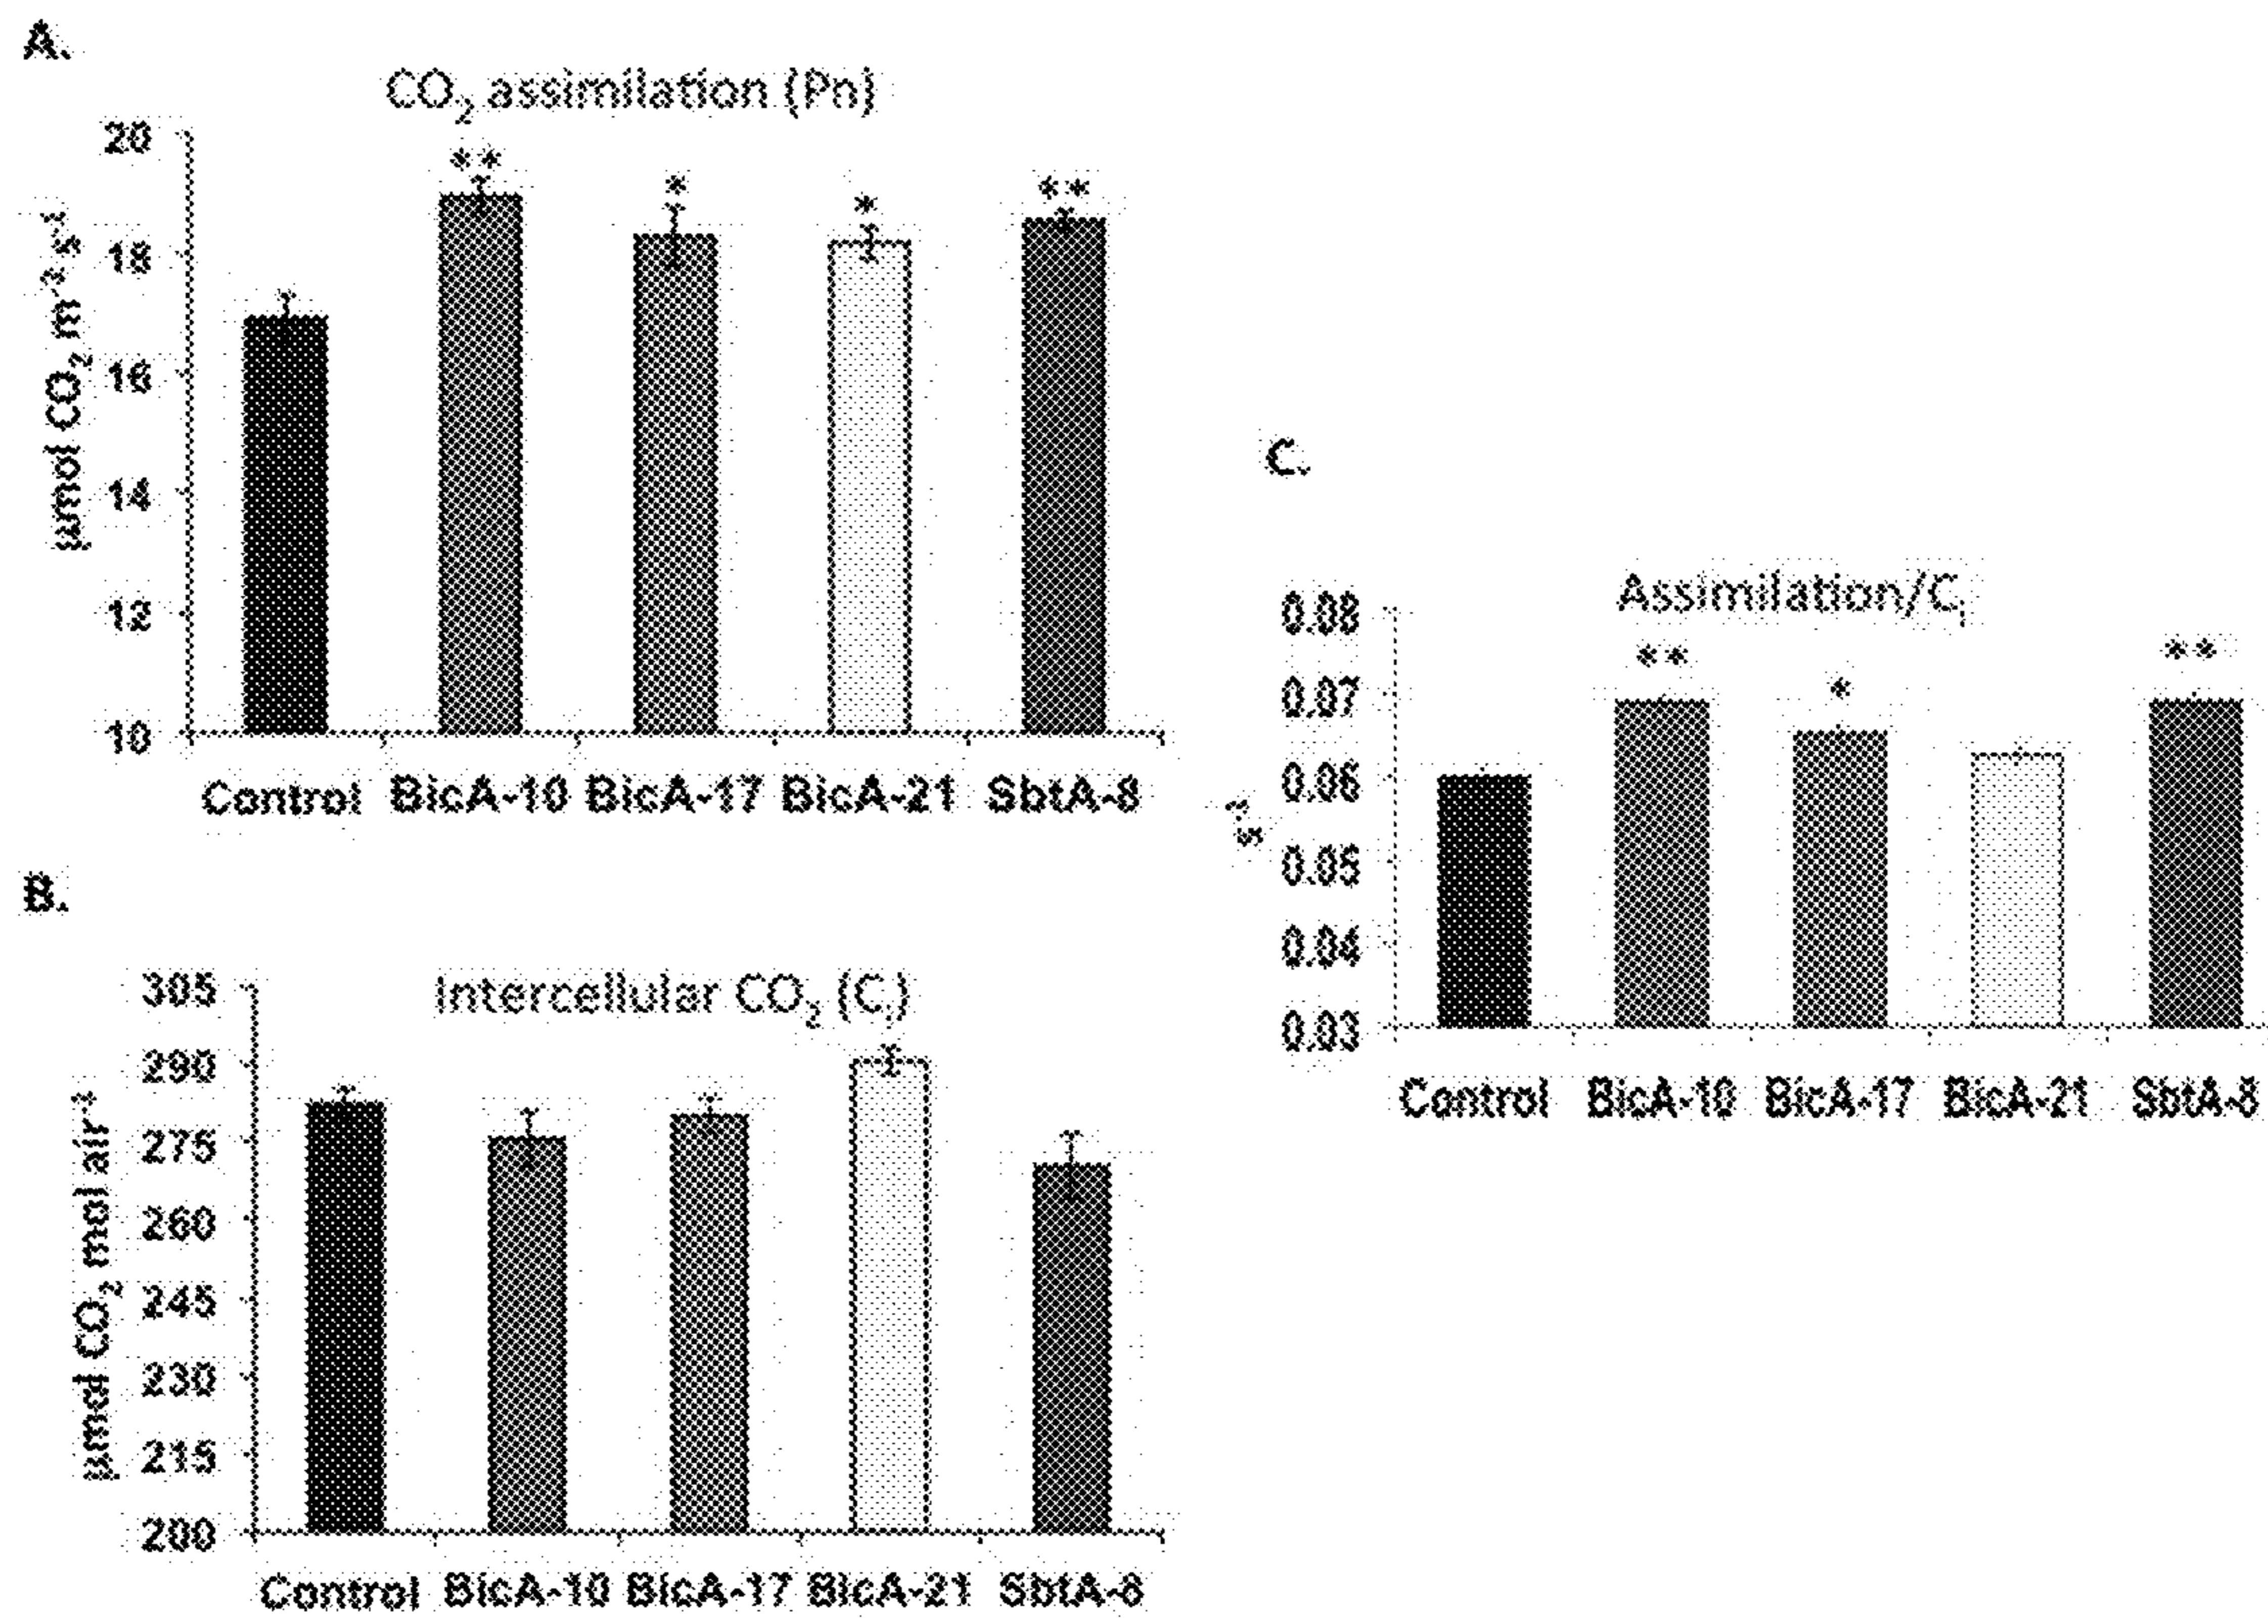 A.
CO₂ assimilation (Pn)
**
*
*
**
20
18
16
14
12
10
μmol CO₂ m⁻² s⁻¹
Control BicA-10 BicA-17 BicA-21 SbtA-8
B.
Intercellular CO₂ (Cᵢ)
305
290
275
260
245
230
215
200
μmol CO₂ mol air⁻¹
Control BicA-10 BicA-17 BicA-21 SbtA-8
C.
Assimilation/Cᵢ
**
*
**
0.08
0.07
0.06
0.05
0.04
0.03
s⁻¹
Control BicA-10 BicA-17 BicA-21 SbtA-8